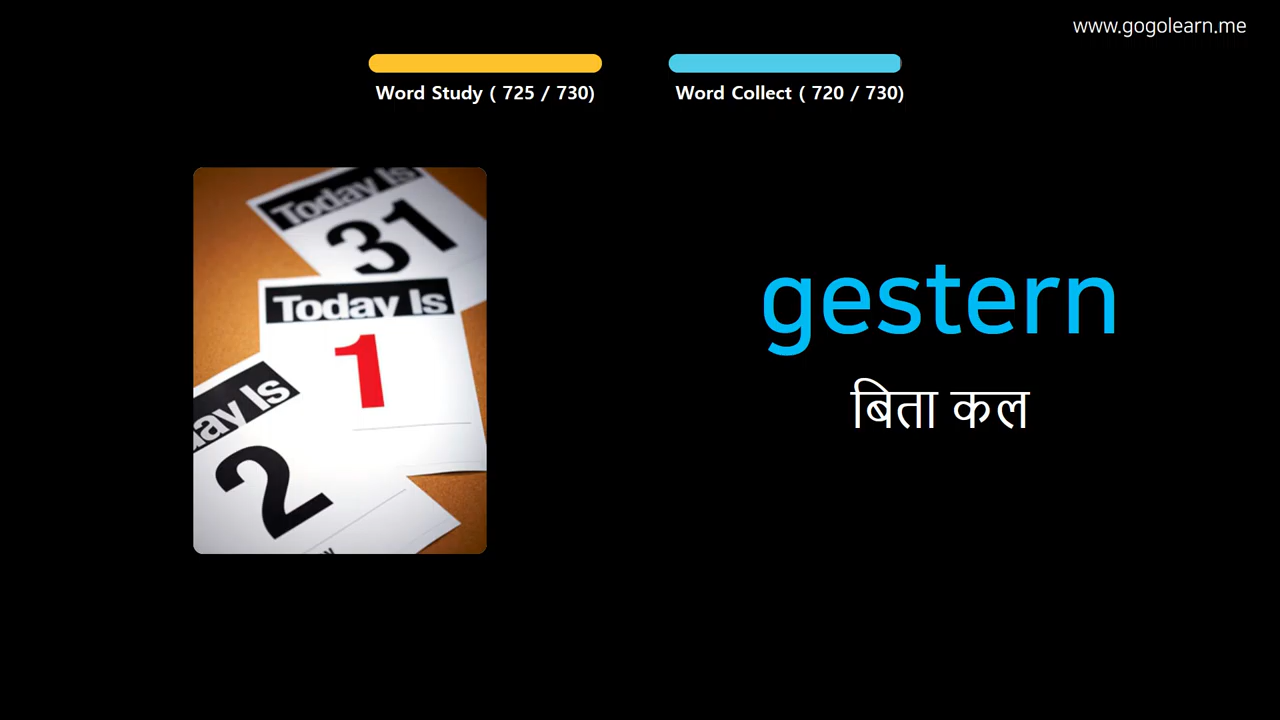 www.gogolearn.me
Word Study ( 725 / 730)
Word Collect ( 720 / 730)
Today Is
31
Today Is
1
ay Is
2
gestern
बिता कल